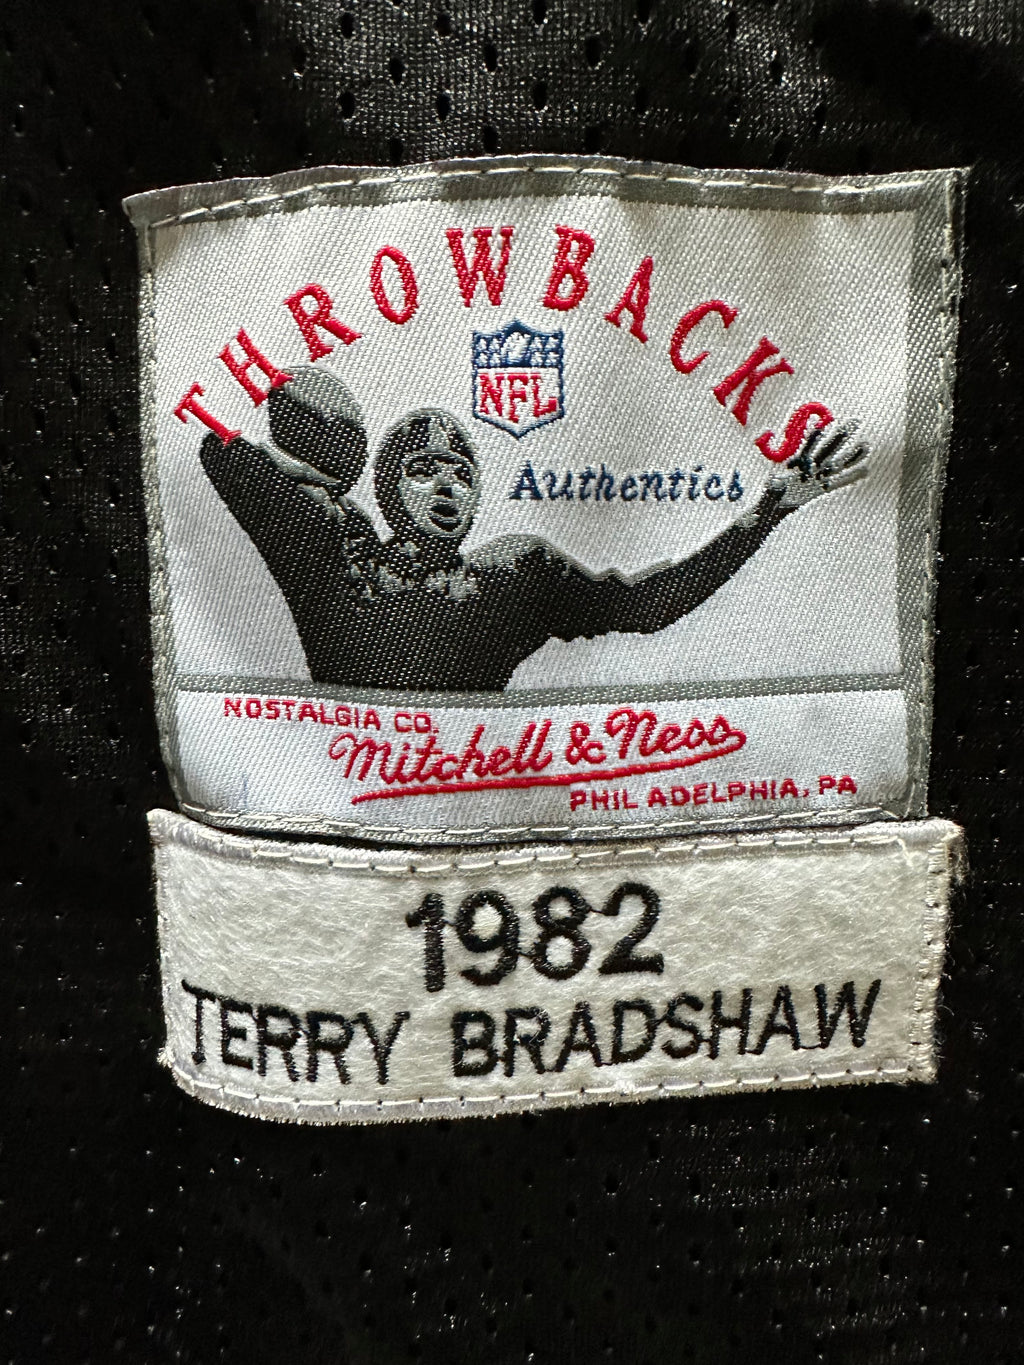 THROWBACKS
NFL
Authentics
NOSTALGIA CO.
Mitchell & Ness
PHILADELPHIA, PA
1982
TERRY BRADSHAW